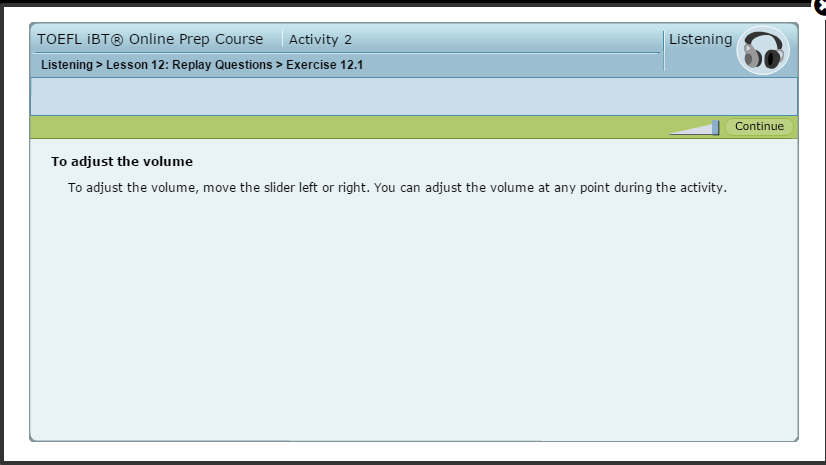 TOEFL iBT® Online Prep Course | Activity 2
Listening
Listening > Lesson 12: Replay Questions > Exercise 12.1
Continue
To adjust the volume
To adjust the volume, move the slider left or right. You can adjust the volume at any point during the activity.